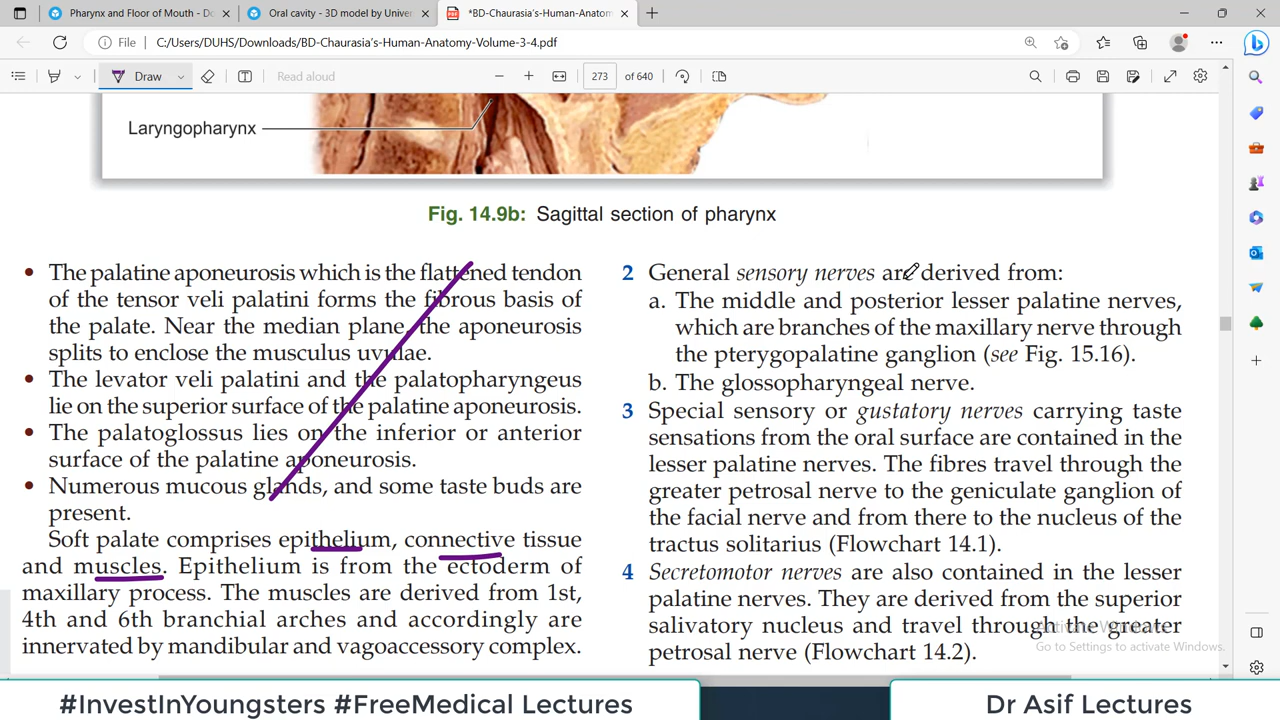 Pharynx and Floor of Mouth - D
Oral cavity - 3D model by Univer
*BD-Chaurasia's-Human-Anatom
File
C:/Users/DUHS/Downloads/BD-Chaurasia's-Human-Anatomy-Volume-3-4.pdf
Draw
Read aloud
273 of 640
Laryngopharynx
Fig. 14.9b: Sagittal section of pharynx
• The palatine aponeurosis which is the flattened tendon
of the tensor veli palatini forms the fibrous basis of
the palate. Near the median plane, the aponeurosis
splits to enclose the musculus uvulae.
• The levator veli palatini and the palatopharyngeus
lie on the superior surface of the palatine aponeurosis.
• The palatoglossus lies on the inferior or anterior
surface of the palatine aponeurosis.
• Numerous mucous glands, and some taste buds are
present.
Soft palate comprises epithelium, connective tissue
and muscles. Epithelium is from the ectoderm of
maxillary process. The muscles are derived from 1st,
4th and 6th branchial arches and accordingly are
innervated by mandibular and vagoaccessory complex.
2 General sensory nerves are derived from:
a. The middle and posterior lesser palatine nerves,
which are branches of the maxillary nerve through
the pterygopalatine ganglion (see Fig. 15.16).
b. The glossopharyngeal nerve.
3 Special sensory or gustatory nerves carrying taste
sensations from the oral surface are contained in the
lesser palatine nerves. The fibres travel through the
greater petrosal nerve to the geniculate ganglion of
the facial nerve and from there to the nucleus of the
tractus solitarius (Flowchart 14.1).
4 Secretomotor nerves are also contained in the lesser
palatine nerves. They are derived from the superior
salivatory nucleus and travel through the greater
petrosal nerve (Flowchart 14.2).
Activate Windows
Go to Settings to activate Windows.
#InvestInYoungsters #FreeMedical Lectures
Dr Asif Lectures